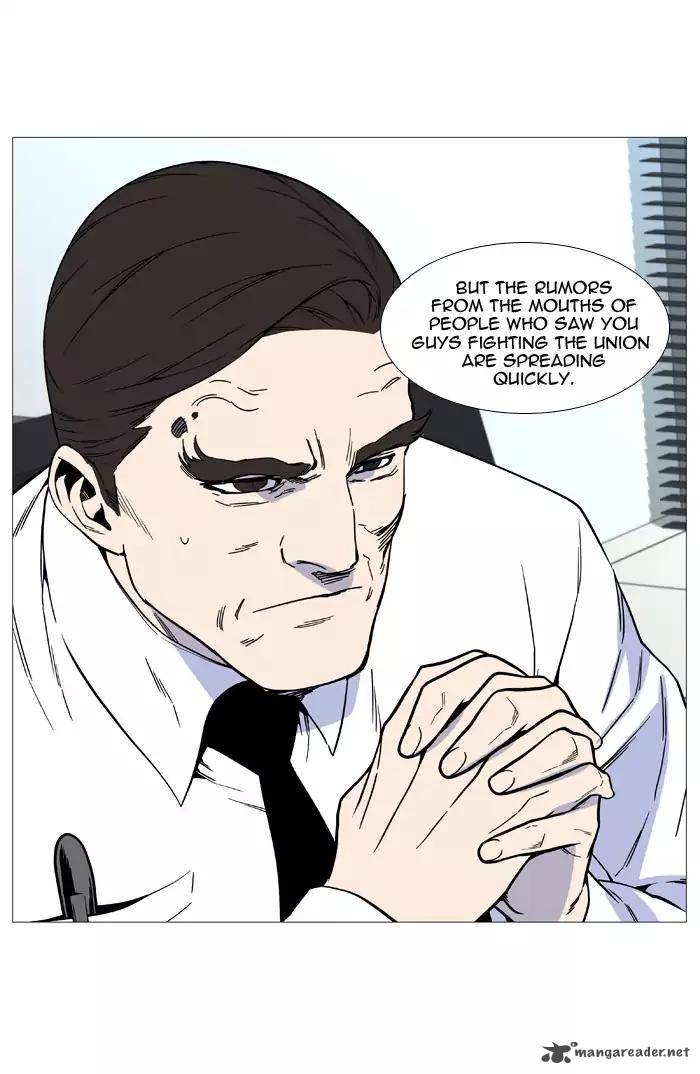 BUT THE RUMORS
FROM THE MOUTHS OF
PEOPLE WHO SAW YOU
GUYS FIGHTING THE UNION
ARE SPREADING
QUICKLY.
mangareader.net